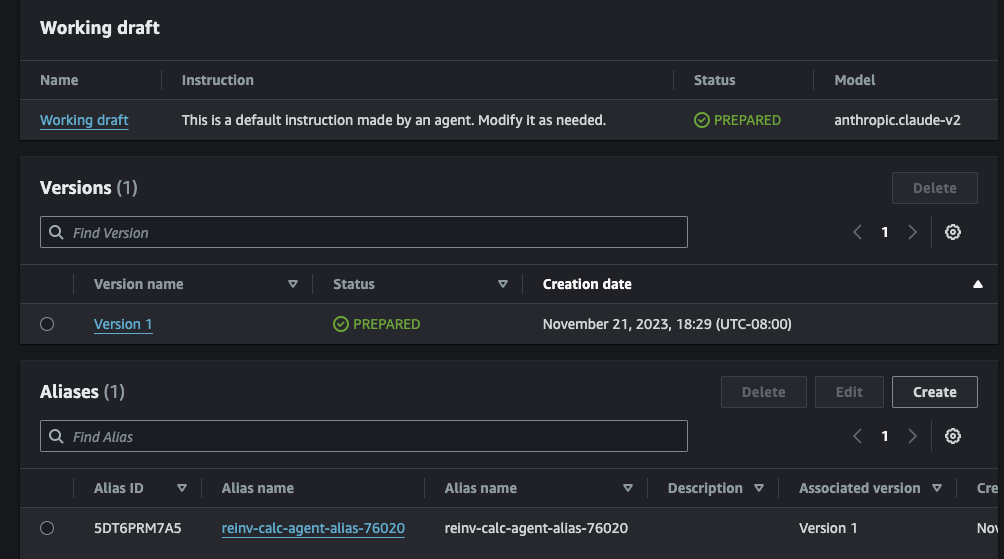 Working draft
Name Instruction Status Model
Working draft This is a default instruction made by an agent. Modify it as needed. PREPARED anthropic.claude-v2
Versions (1) Delete
Find Version 1
Version name Status Creation date
Version 1 PREPARED November 21, 2023, 18:29 (UTC-08:00)
Aliases (1) Delete Edit Create
Find Alias 1
Alias ID Alias name Alias name Description Associated version Cre
5DT6PRM7A5 reinv-calc-agent-alias-76020 reinv-calc-agent-alias-76020 Version 1 Nov